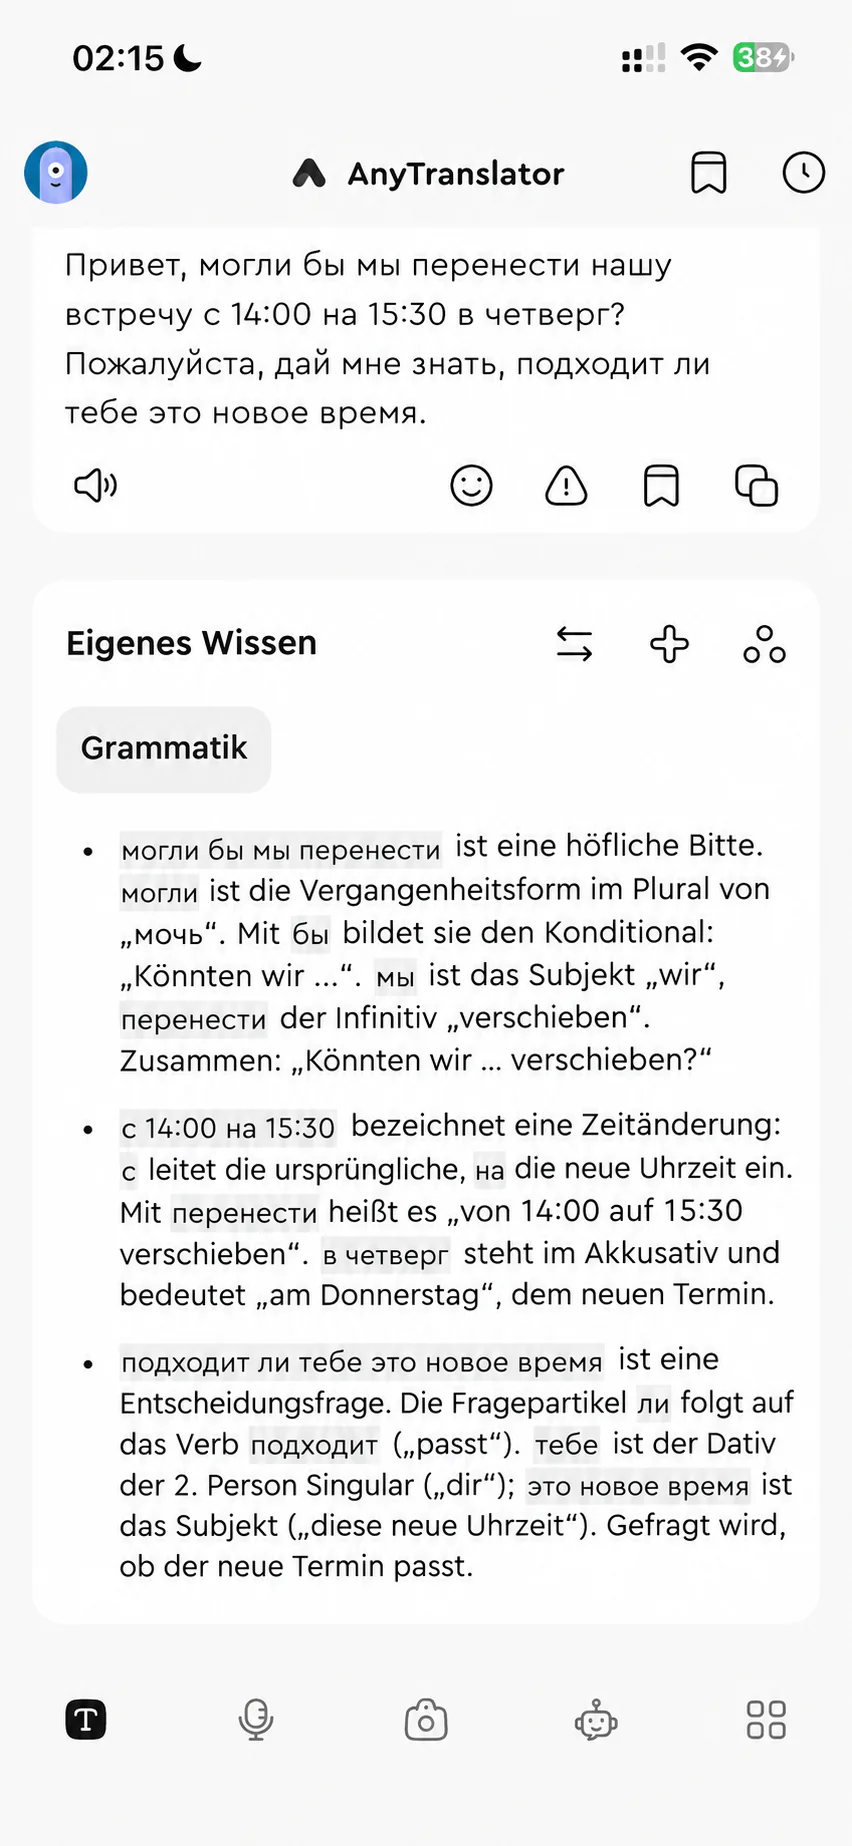 02:15
38
AnyTranslator
Привет, могли бы мы перенести нашу
встречу с 14:00 на 15:30 в четверг?
Пожалуйста, дай мне знать, подходит ли
тебе это новое время.
Eigenes Wissen
Grammatik
• могли бы мы перенести ist eine höfliche Bitte.
могли ist die Vergangenheitsform im Plural von
„мочь“. Mit бы bildet sie den Konditional:
„Könnten wir ...“. мы ist das Subjekt „wir“,
перенести der Infinitiv „verschieben“.
Zusammen: „Könnten wir ... verschieben?“
• с 14:00 на 15:30 bezeichnet eine Zeitänderung:
с leitet die ursprüngliche, на die neue Uhrzeit ein.
Mit перенести heißt es „von 14:00 auf 15:30
verschieben“. в четверг steht im Akkusativ und
bedeutet „am Donnerstag“, dem neuen Termin.
• подходит ли тебе это новое время ist eine
Entscheidungsfrage. Die Fragepartikel ли folgt auf
das Verb подходит („passt“). тебе ist der Dativ
der 2. Person Singular („dir“); это новое время ist
das Subjekt („diese neue Uhrzeit“). Gefragt wird,
ob der neue Termin passt.
T